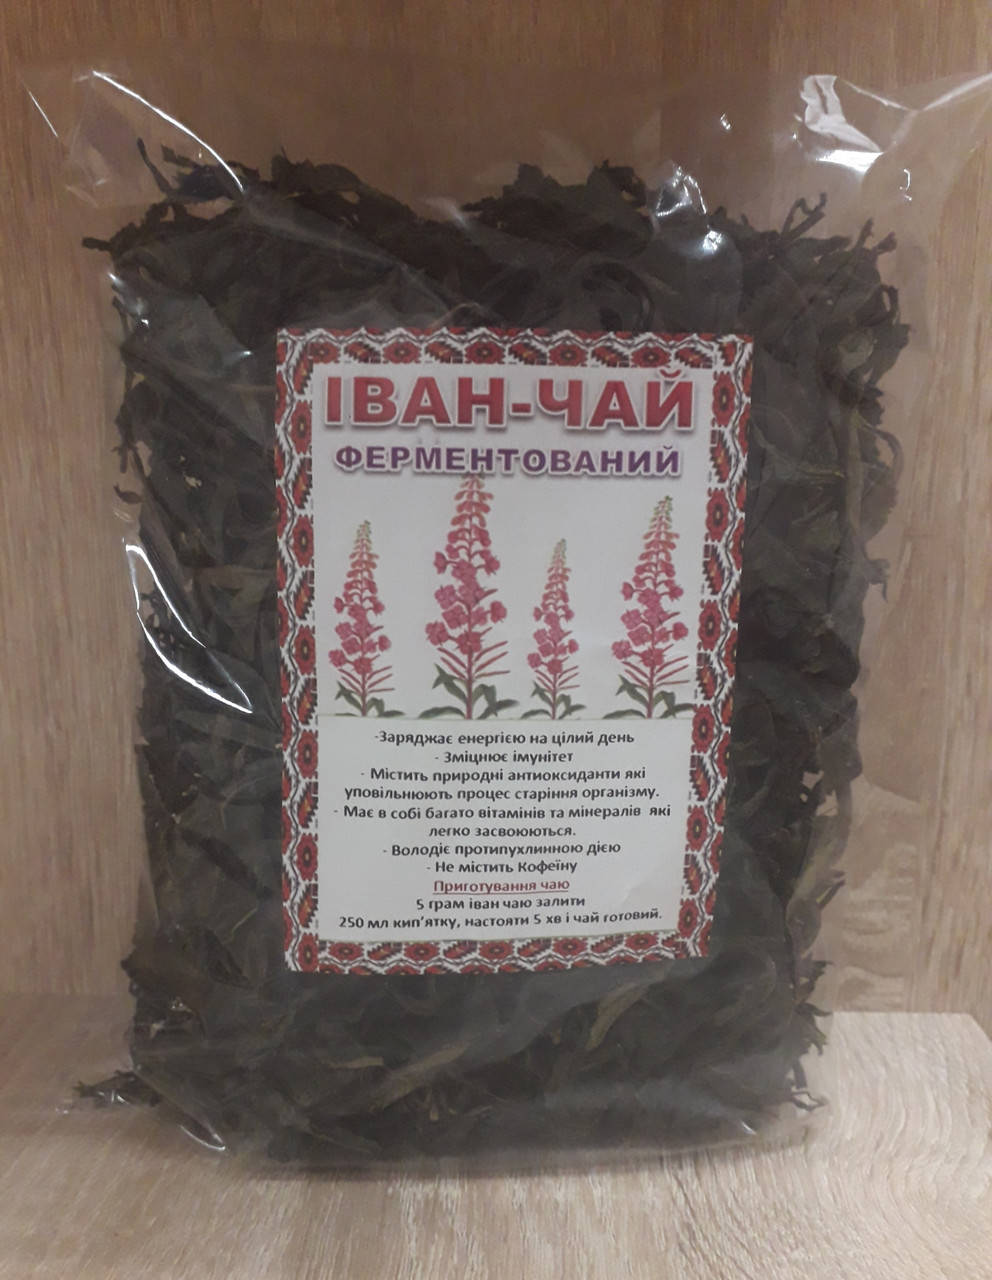 ІВАН-ЧАЙ
ФЕРМЕНТОВАНИЙ
-Заряджає енергією на цілий день
- Зміцнює імунітет
- Містить природні антиоксиданти які
уповільнюють процес старіння організму.
- Має в собі багато вітамінів та мінералів які
легко засвоюються.
- Володіє протипухлинною дією
- Не містить Кофеїну
Приготування чаю
5 грам іван чаю залити
250 мл кип'ятку, настояти 5 хв і чай готовий.